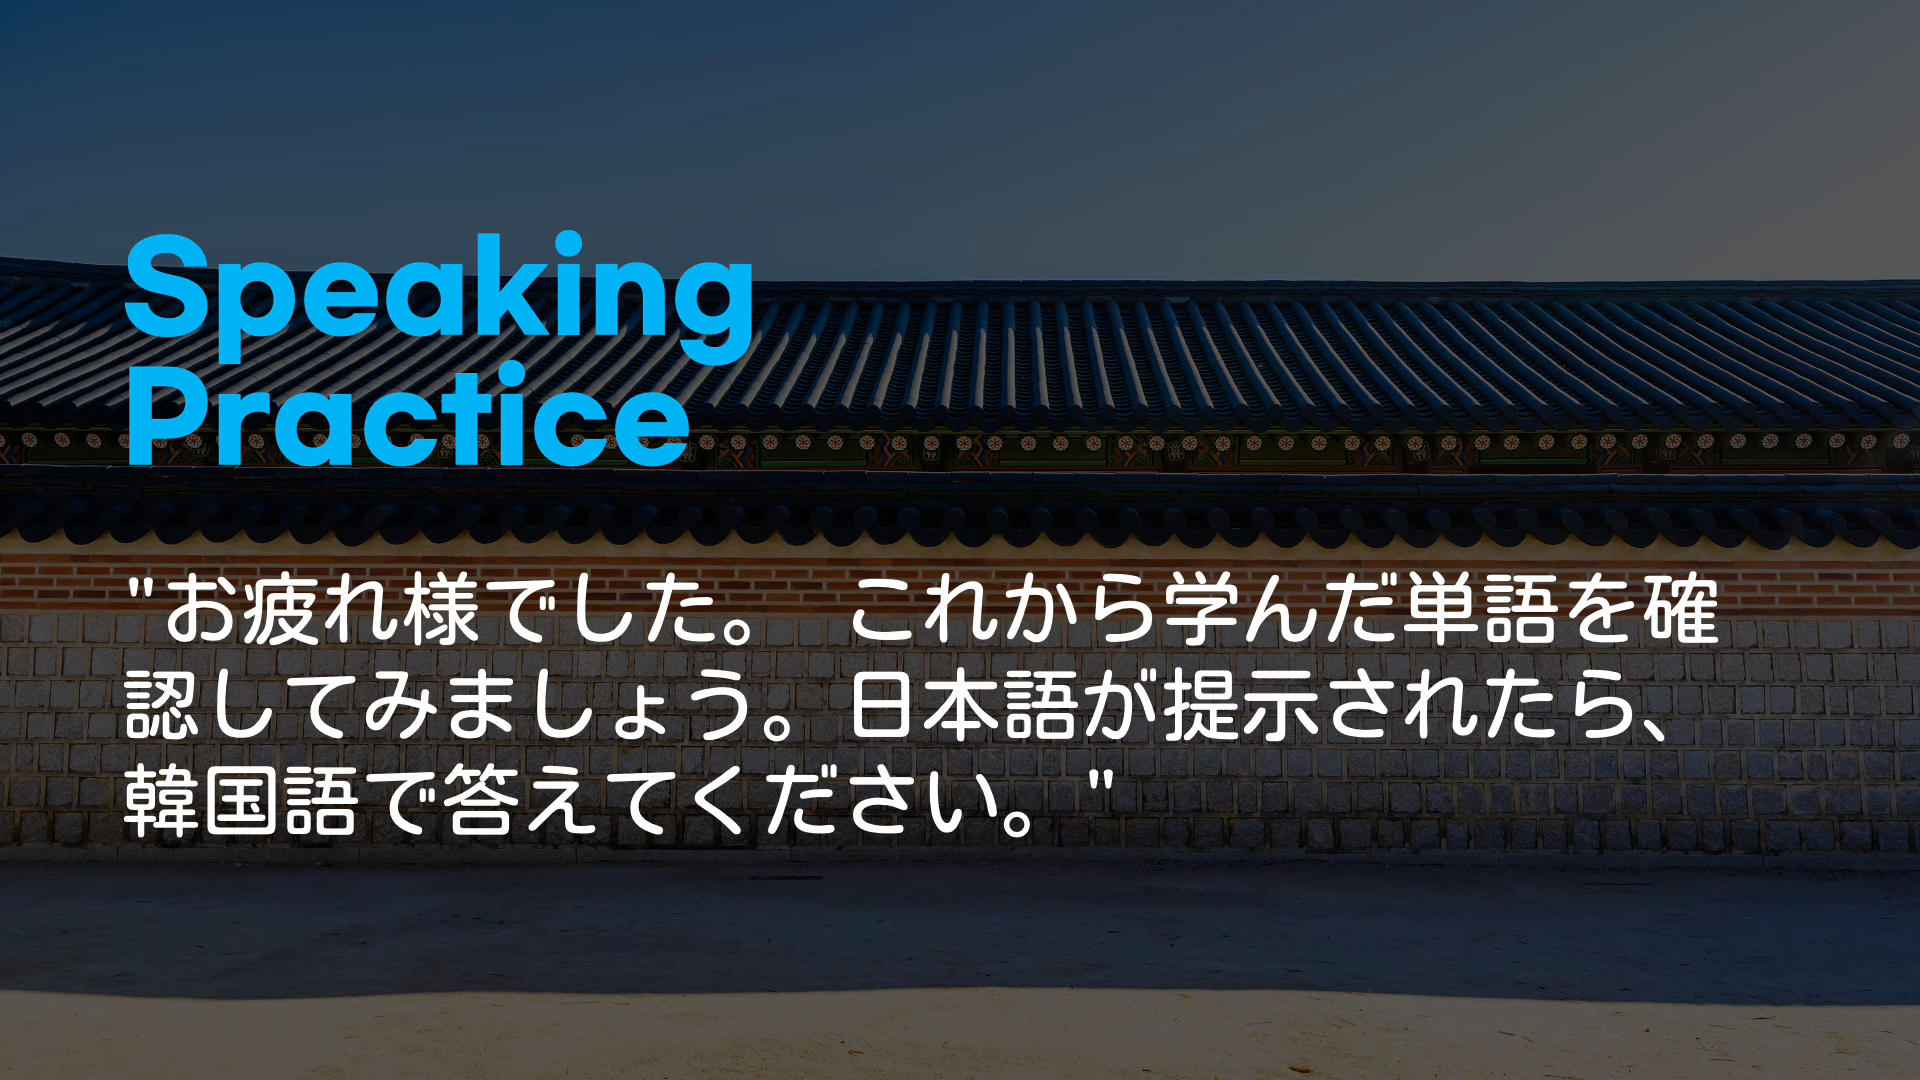 Speaking
Practice
"お疲れ様でした。 これから学んだ単語を確
認してみましょう。日本語が提示されたら、
韓国語で答えてください。"